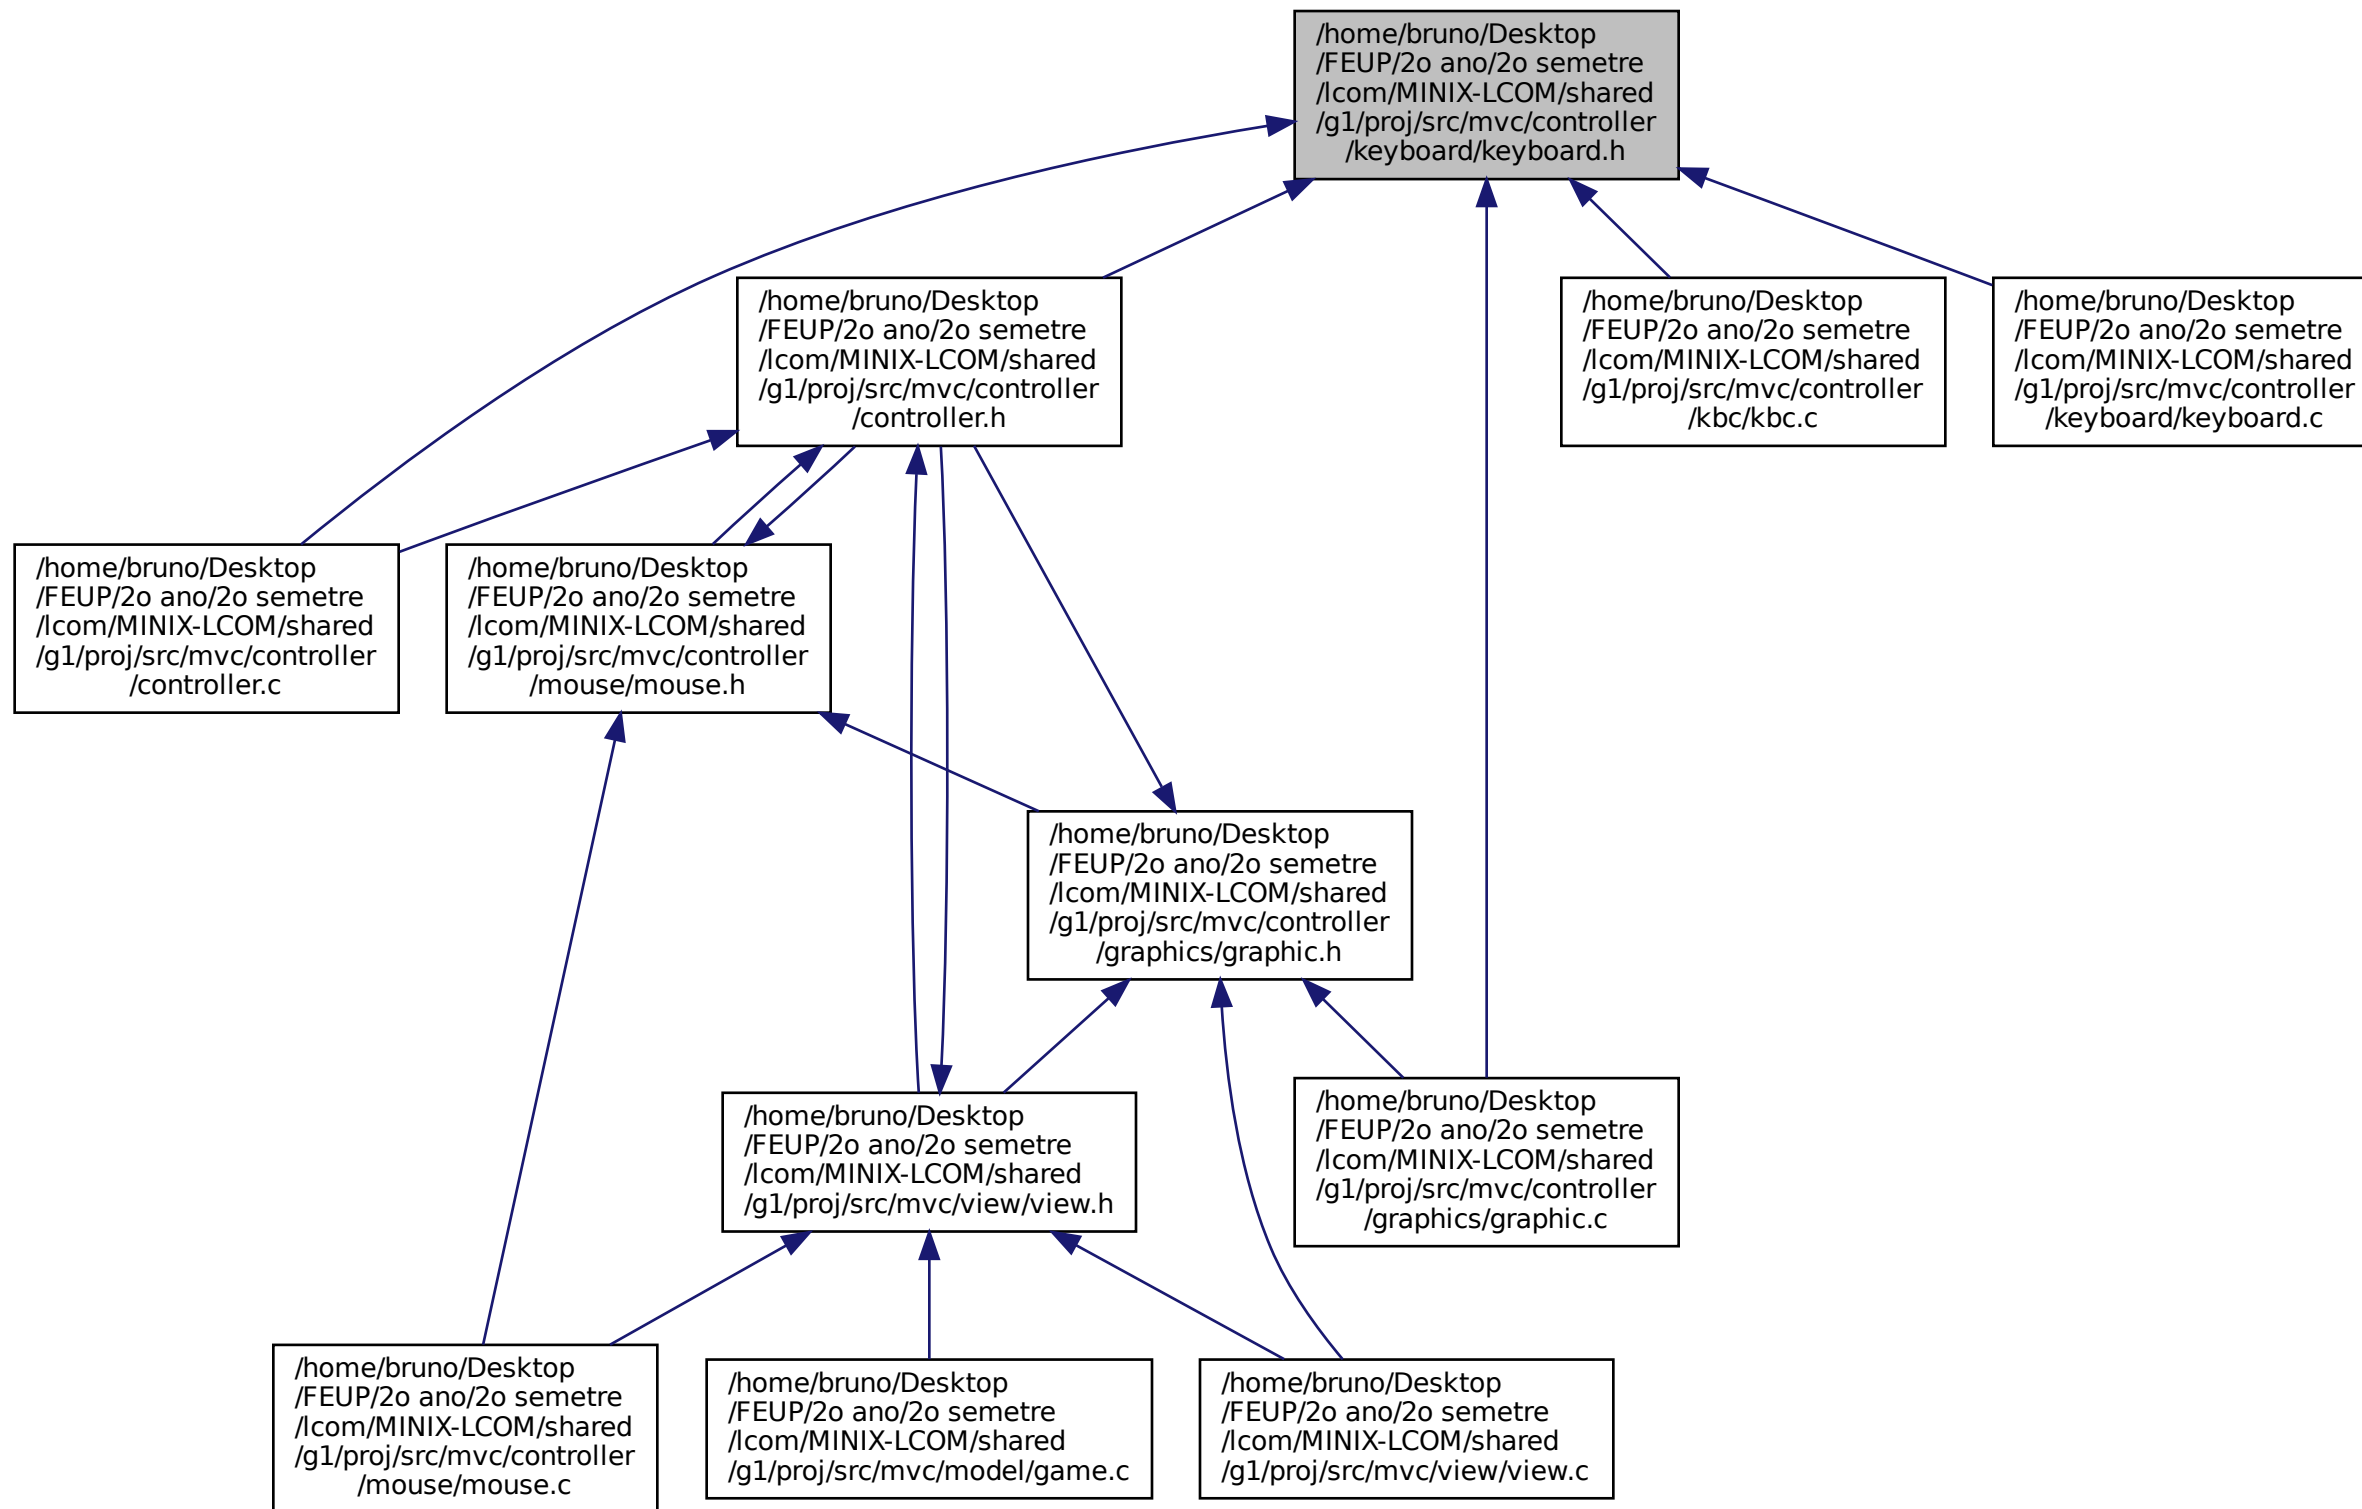 /home/bruno/Desktop
/FEUP/2o ano/2o semetre
/lcom/MINIX-LCOM/shared
/g1/proj/src/mvc/controller
/keyboard/keyboard.h
/home/bruno/Desktop
/FEUP/2o ano/2o semetre
/lcom/MINIX-LCOM/shared
/g1/proj/src/mvc/controller
/controller.h
/home/bruno/Desktop
/FEUP/2o ano/2o semetre
/lcom/MINIX-LCOM/shared
/g1/proj/src/mvc/controller
/kbc/kbc.c
/home/bruno/Desktop
/FEUP/2o ano/2o semetre
/lcom/MINIX-LCOM/shared
/g1/proj/src/mvc/controller
/keyboard/keyboard.c
/home/bruno/Desktop
/FEUP/2o ano/2o semetre
/lcom/MINIX-LCOM/shared
/g1/proj/src/mvc/controller
/controller.c
/home/bruno/Desktop
/FEUP/2o ano/2o semetre
/lcom/MINIX-LCOM/shared
/g1/proj/src/mvc/controller
/mouse/mouse.h
/home/bruno/Desktop
/FEUP/2o ano/2o semetre
/lcom/MINIX-LCOM/shared
/g1/proj/src/mvc/controller
/graphics/graphic.h
/home/bruno/Desktop
/FEUP/2o ano/2o semetre
/lcom/MINIX-LCOM/shared
/g1/proj/src/mvc/view/view.h
/home/bruno/Desktop
/FEUP/2o ano/2o semetre
/lcom/MINIX-LCOM/shared
/g1/proj/src/mvc/controller
/graphics/graphic.c
/home/bruno/Desktop
/FEUP/2o ano/2o semetre
/lcom/MINIX-LCOM/shared
/g1/proj/src/mvc/controller
/mouse/mouse.c
/home/bruno/Desktop
/FEUP/2o ano/2o semetre
/lcom/MINIX-LCOM/shared
/g1/proj/src/mvc/model/game.c
/home/bruno/Desktop
/FEUP/2o ano/2o semetre
/lcom/MINIX-LCOM/shared
/g1/proj/src/mvc/view/view.c